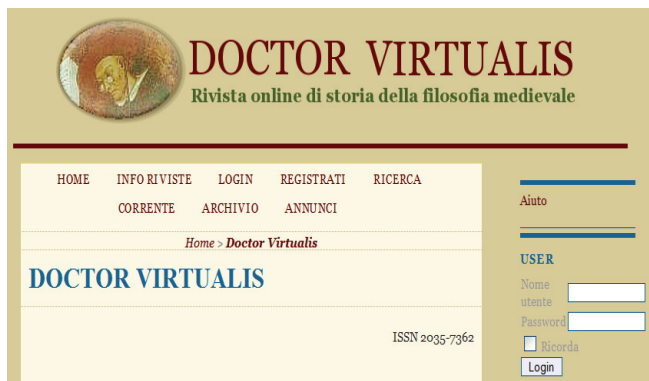 DOCTOR VIRTUALIS
Rivista online di storia della filosofia medievale
HOME INFO RIVISTE LOGIN REGISTRATI RICERCA
CORRENTE ARCHIVIO ANNUNCI
Home > Doctor Virtualis
DOCTOR VIRTUALIS
ISSN 2035-7362
Aiuto
USER
Nome
utente
Password
Ricorda
Login